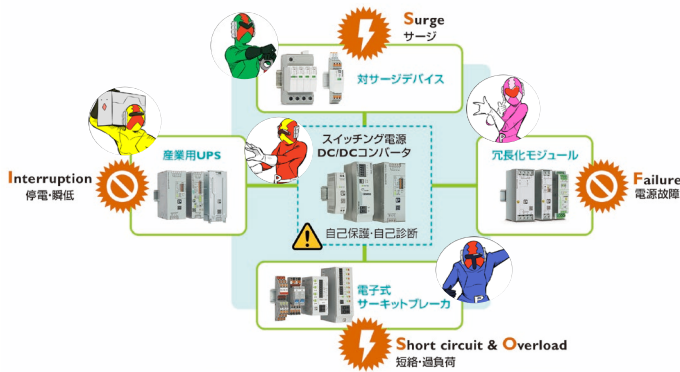 Surge
サージ
対サージデバイス
産業用UPS
スイッチング電源
DC/DCコンバータ
冗長化モジュール
Interruption
停電・瞬低
Failure
電源故障
自己保護・自己診断
電子式
サーキットブレーカ
Short circuit & Overload
短絡・過負荷